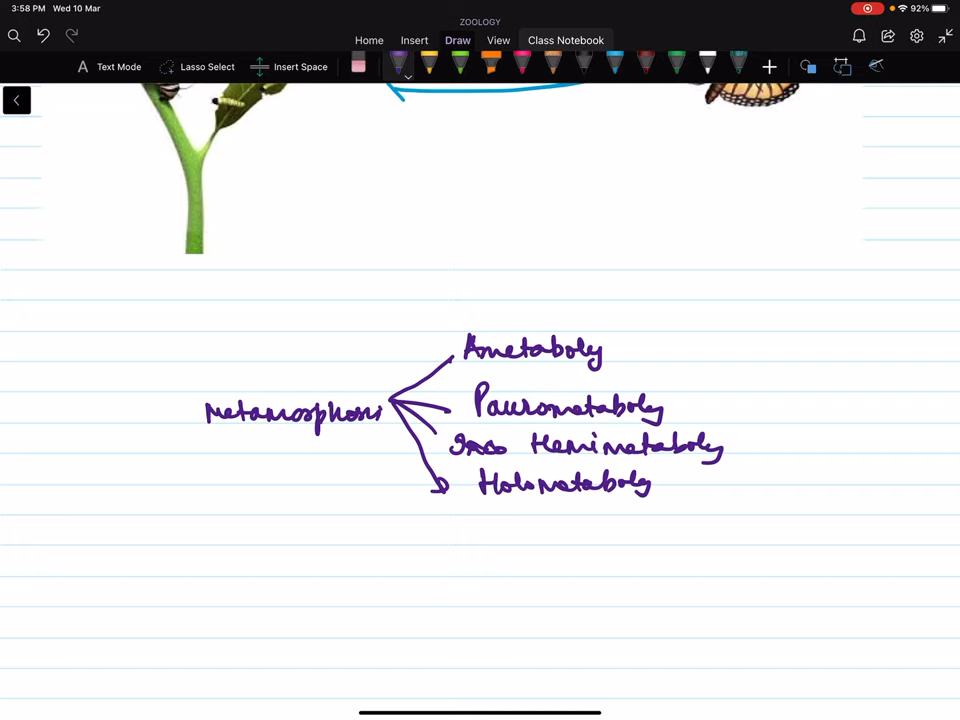 3:58 PM Wed 10 Mar
92%
ZOOLOGY
Home Insert Draw View Class Notebook
Text Mode Lasso Select Insert Space
Ametaboly
Metamorphosis Paurometaboly
Hemimetaboly
Holometaboly